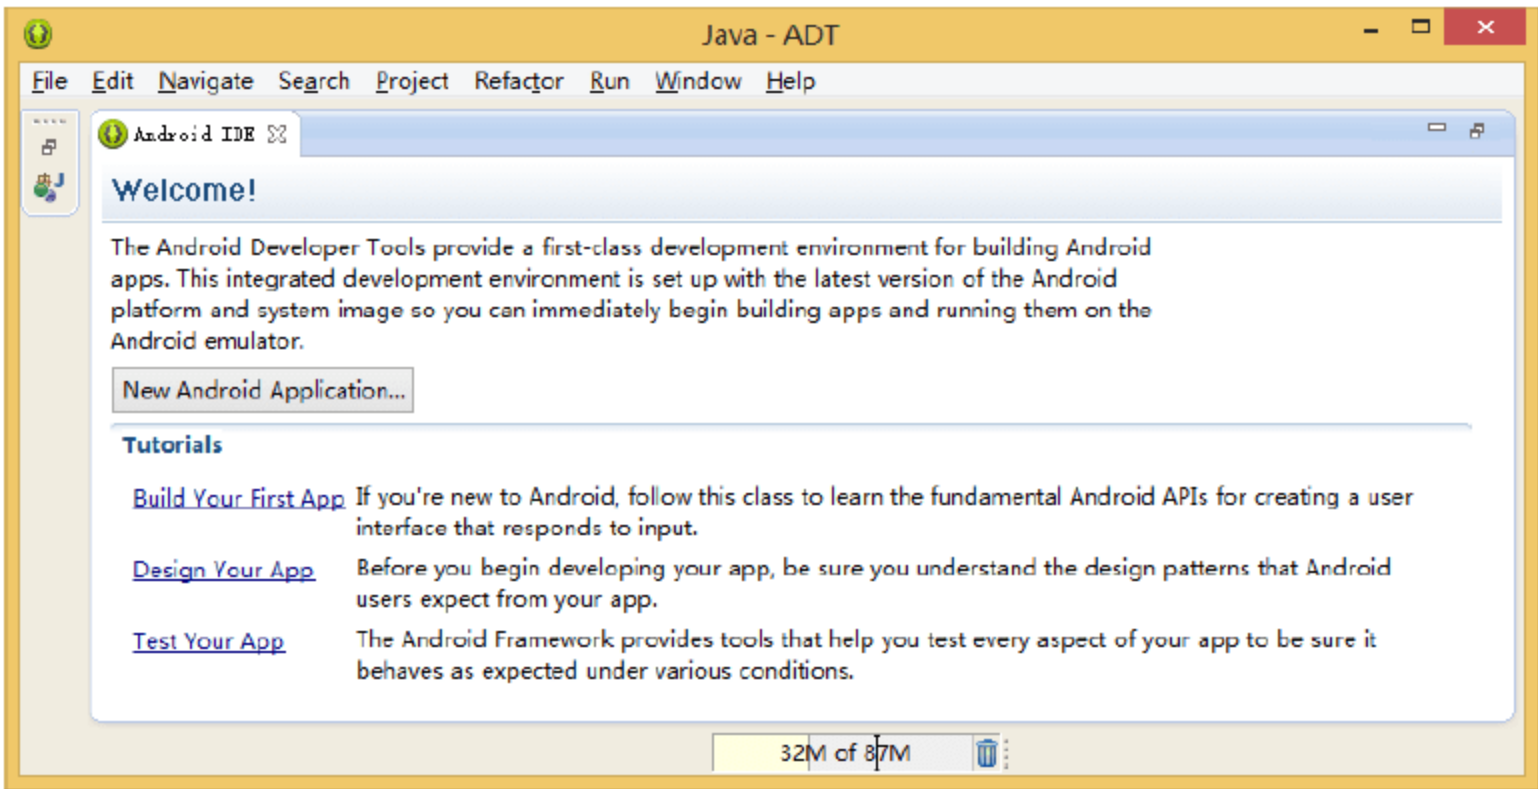 Java - ADT
File Edit Navigate Search Project Refactor Run Window Help
Android IDE
Welcome!
The Android Developer Tools provide a first-class development environment for building Android
apps. This integrated development environment is set up with the latest version of the Android
platform and system image so you can immediately begin building apps and running them on the
Android emulator.
New Android Application...
Tutorials
Build Your First App If you're new to Android, follow this class to learn the fundamental Android APIs for creating a user
interface that responds to input.
Design Your App Before you begin developing your app, be sure you understand the design patterns that Android
users expect from your app.
Test Your App The Android Framework provides tools that help you test every aspect of your app to be sure it
behaves as expected under various conditions.
32M of 87M